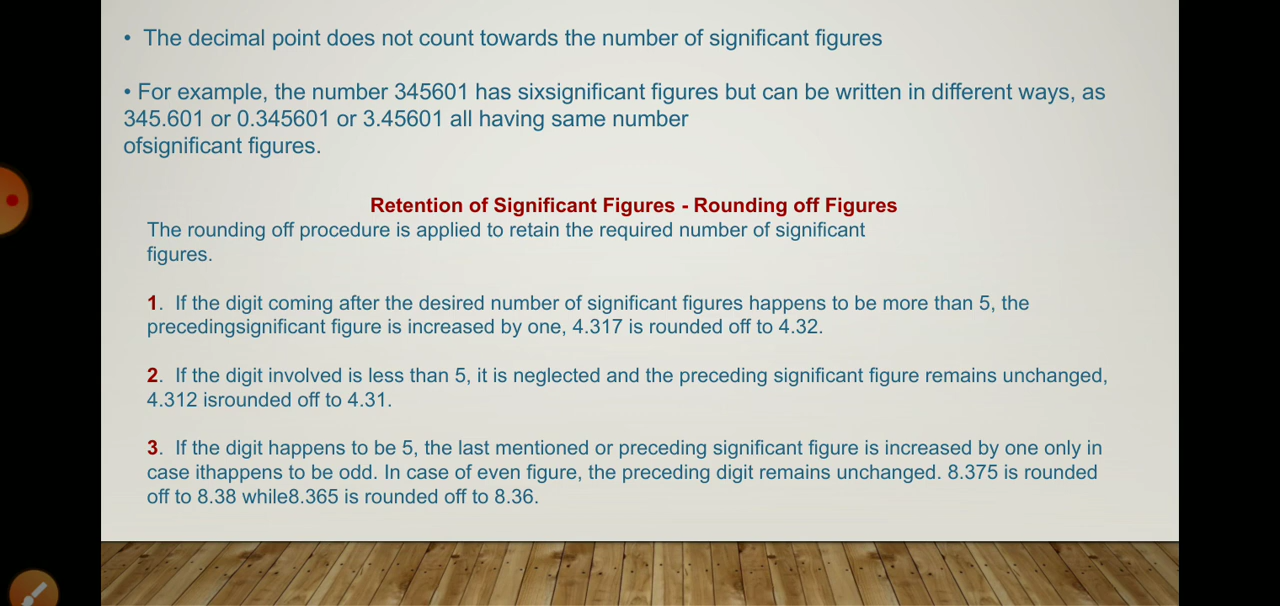 • The decimal point does not count towards the number of significant figures
• For example, the number 345601 has sixsignificant figures but can be written in different ways, as
345.601 or 0.345601 or 3.45601 all having same number
ofsignificant figures.
Retention of Significant Figures - Rounding off Figures
The rounding off procedure is applied to retain the required number of significant
figures.
1. If the digit coming after the desired number of significant figures happens to be more than 5, the
precedingsignificant figure is increased by one, 4.317 is rounded off to 4.32.
2. If the digit involved is less than 5, it is neglected and the preceding significant figure remains unchanged,
4.312 isrounded off to 4.31.
3. If the digit happens to be 5, the last mentioned or preceding significant figure is increased by one only in
case ithappens to be odd. In case of even figure, the preceding digit remains unchanged. 8.375 is rounded
off to 8.38 while8.365 is rounded off to 8.36.